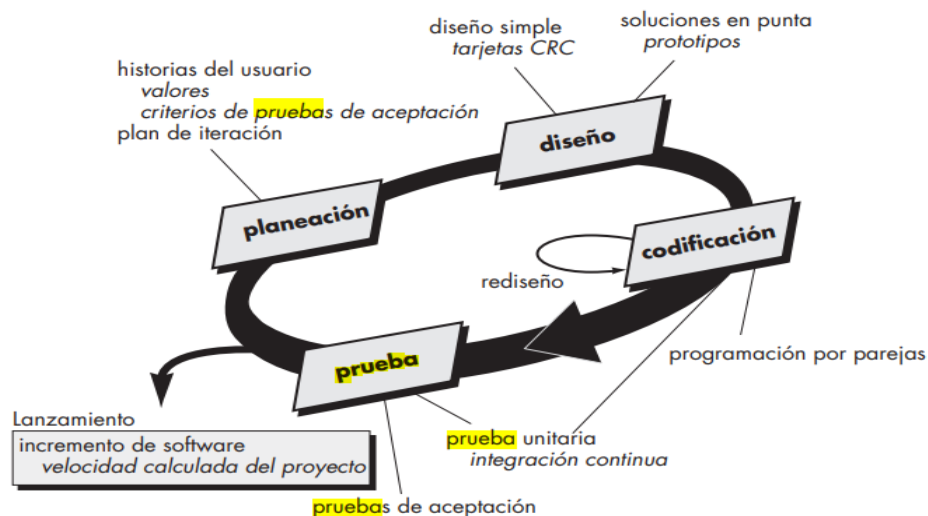 diseño simple
tarjetas CRC
soluciones en punta
prototipos
historias del usuario
valores
criterios de pruebas de aceptación
plan de iteración
diseño
planeación
codificación
rediseño
prueba
programación por parejas
Lanzamiento
incremento de software
velocidad calculada del proyecto
prueba unitaria
integración continua
pruebas de aceptación